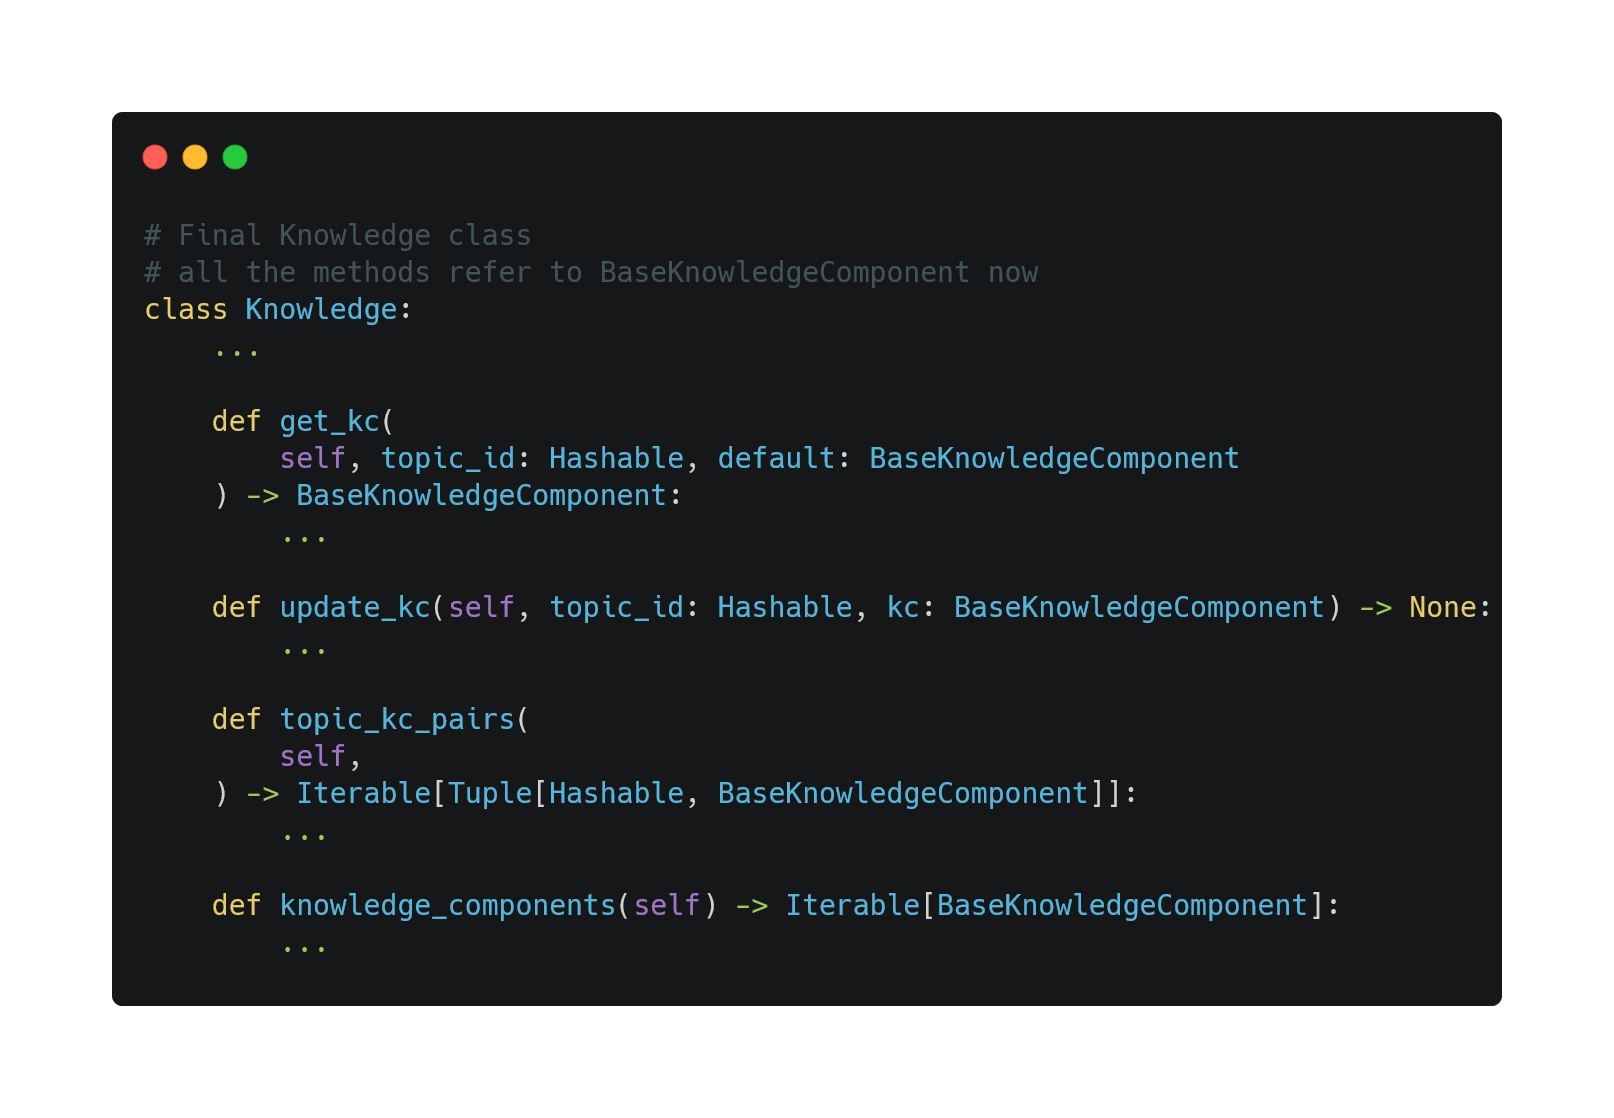 # Final Knowledge class
# all the methods refer to BaseKnowledgeComponent now
class Knowledge:
    ...

    def get_kc(
        self, topic_id: Hashable, default: BaseKnowledgeComponent
    ) -> BaseKnowledgeComponent:
        ...

    def update_kc(self, topic_id: Hashable, kc: BaseKnowledgeComponent) -> None:
        ...

    def topic_kc_pairs(
        self,
    ) -> Iterable[Tuple[Hashable, BaseKnowledgeComponent]]:
        ...

    def knowledge_components(self) -> Iterable[BaseKnowledgeComponent]:
        ...